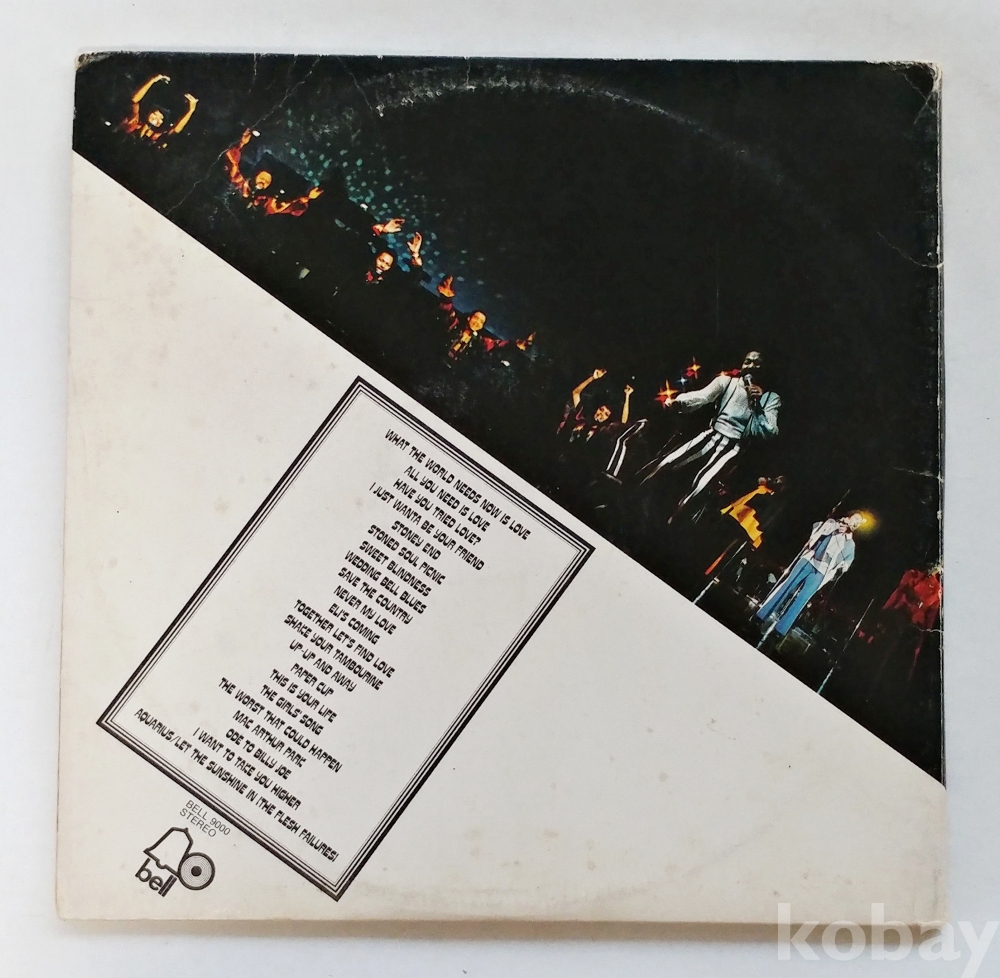 WHAT THE WORLD NEEDS NOW IS LOVE
ALL YOU NEED IS LOVE
HAVE YOU TRIED LOVE?
I JUST WANTA BE YOUR FRIEND
STONEY END
STONED SOUL PICNIC
SWEET BLINDNESS
WEDDING BELL BLUES
SAVE THE COUNTRY
NEVER MY LOVE
ELI'S COMING
TOGETHER LET'S FIND LOVE
SHAKE YOUR TAMBOURINE
UP-UP AND AWAY
PAPER CUP
THIS IS YOUR LIFE
THE GIRLS' SONG
THE WORST THAT COULD HAPPEN
MAC ARTHUR PARK
ODE TO BILLY JOE
I WANT TO TAKE YOU HIGHER
AQUARIUS/LET THE SUNSHINE IN (THE FLESH FAILURES)
BELL 9000
STEREO
bell
kobay